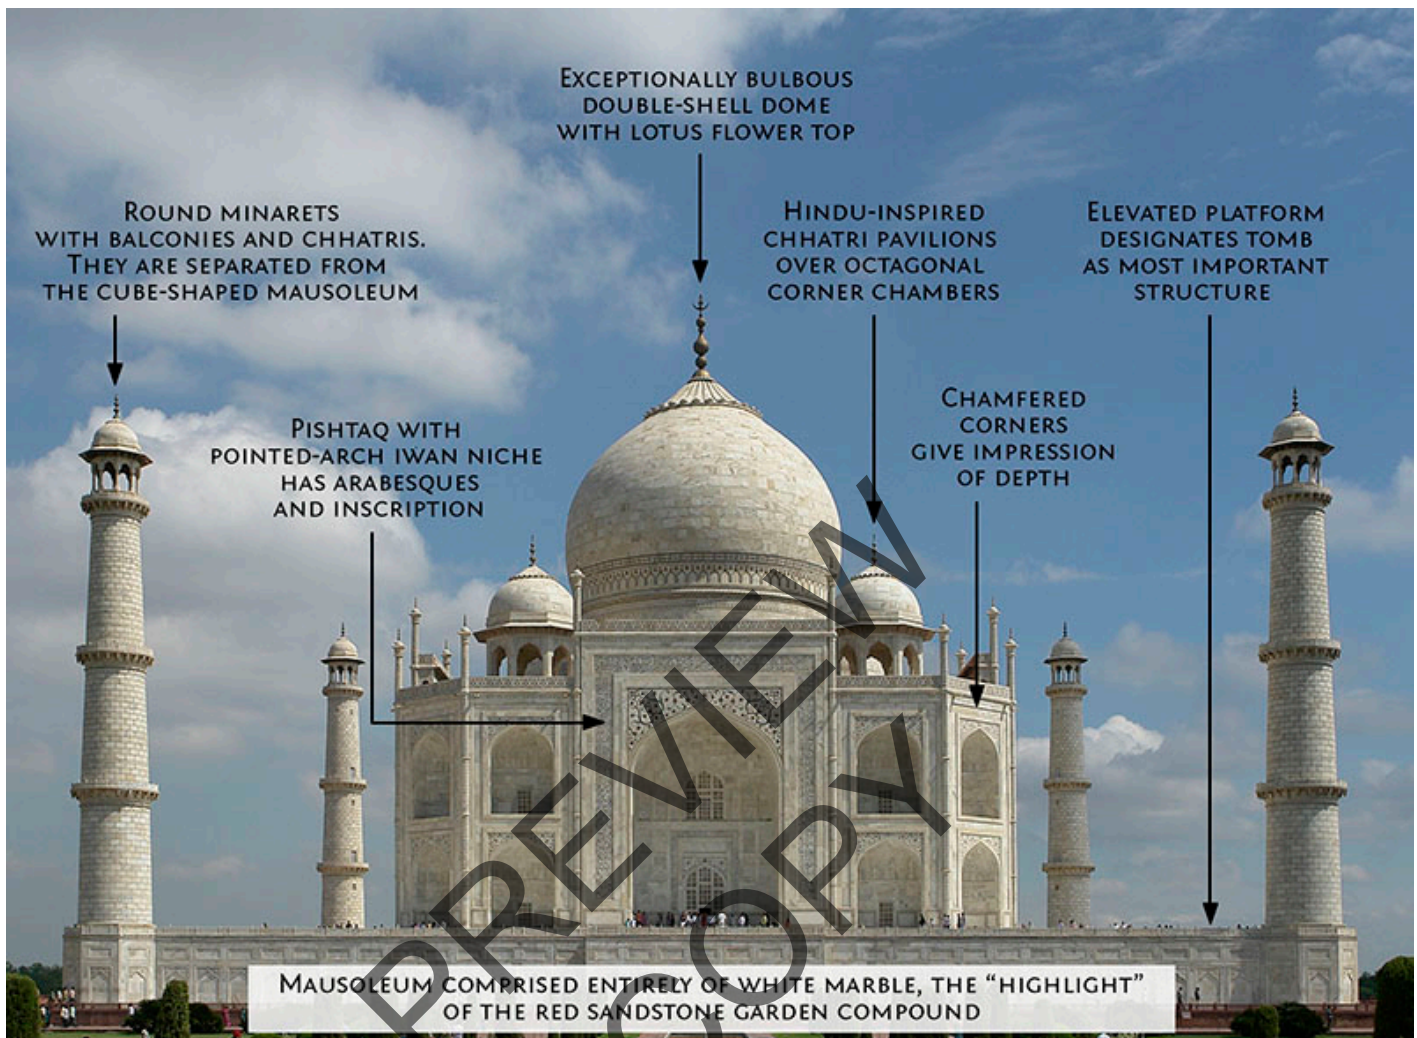 Exceptionally bulbous
double-shell dome
with lotus flower top
Round minarets
with balconies and chhatris.
They are separated from
the cube-shaped mausoleum
Hindu-inspired
chhatri pavilions
over octagonal
corner chambers
Elevated platform
designates tomb
as most important
structure
Pishtaq with
pointed-arch iwan niche
has arabesques
and inscription
Chamfered
corners
give impression
of depth
PREVIEW
COPY
Mausoleum comprised entirely of white marble, the “highlight”
of the red sandstone garden compound